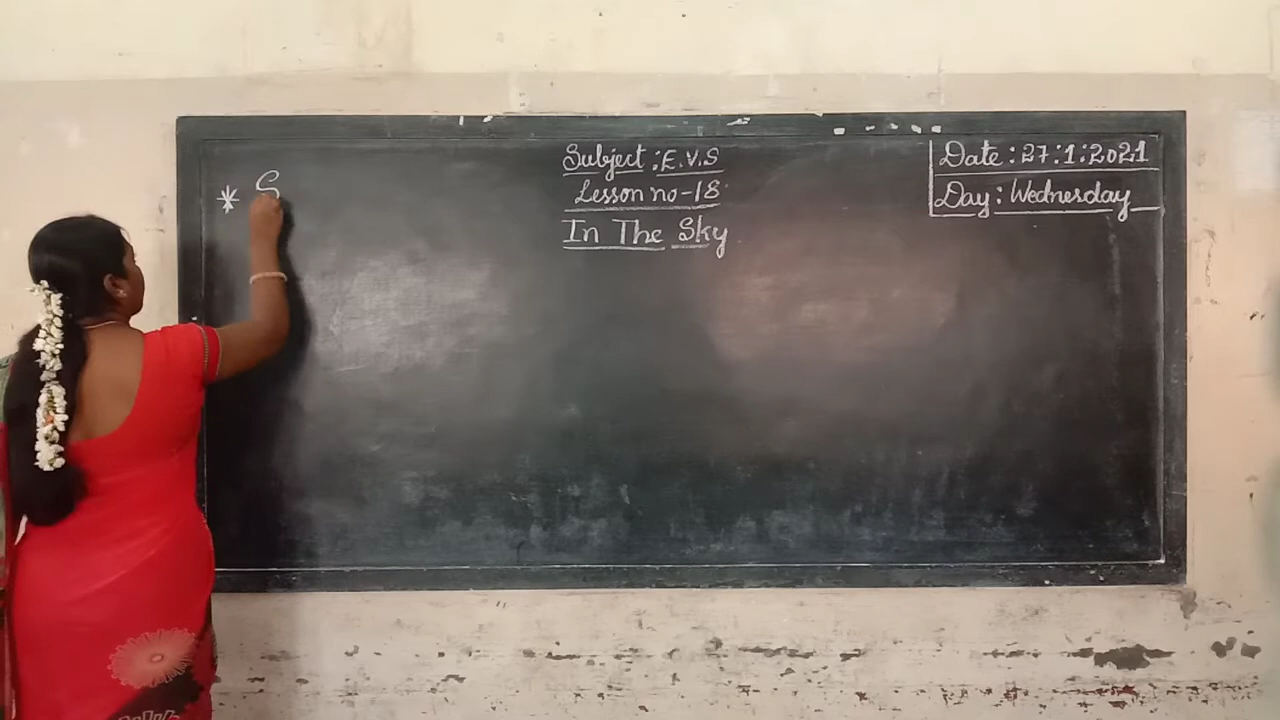 Subject : E.V.S
Lesson no-18
In The Sky
Date : 27:1:2021
Day : Wednesday
* S